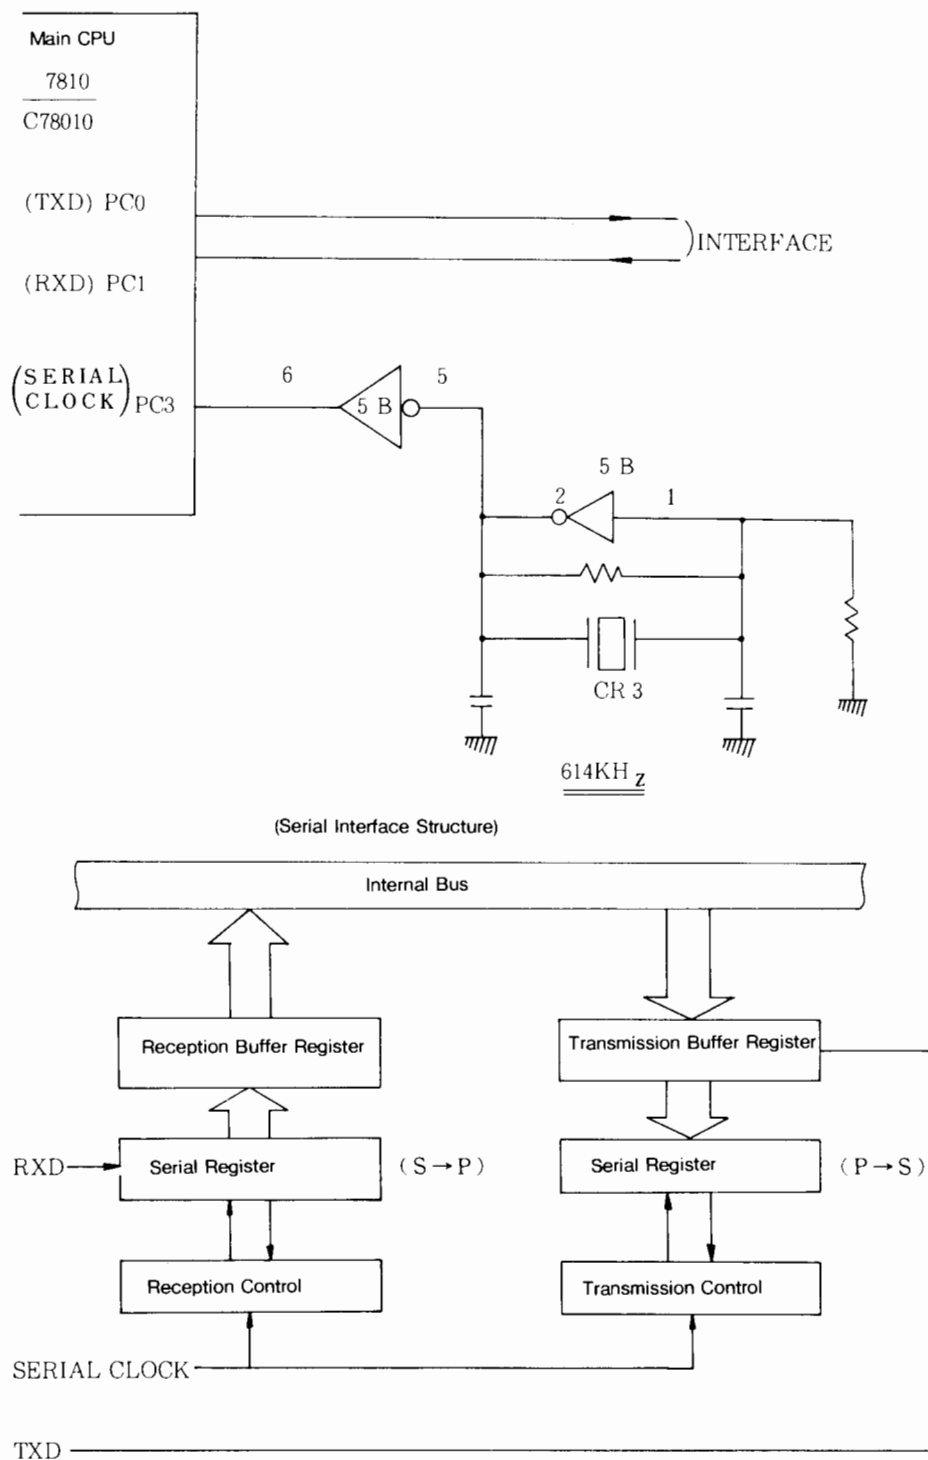 Main CPU
7810
C78010
(TXD) PC0
(RXD) PC1
INTERFACE
(SERIAL
CLOCK) PC3
6
5 B
5
5 B
2
1
CR 3
614KHz
(Serial Interface Structure)
Internal Bus
Reception Buffer Register
Transmission Buffer Register
RXD
Serial Register
(S→P)
Serial Register
(P→S)
Reception Control
Transmission Control
SERIAL CLOCK
TXD